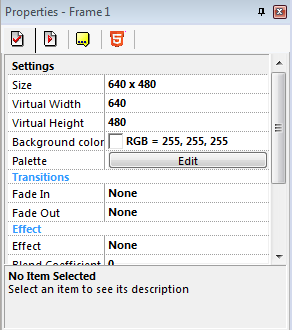 Properties - Frame 1
Settings
Size 640 x 480
Virtual Width 640
Virtual Height 480
Background color RGB = 255, 255, 255
Palette Edit
Transitions
Fade In None
Fade Out None
Effect
Effect None
Blend Coefficient 0
No Item Selected
Select an item to see its description